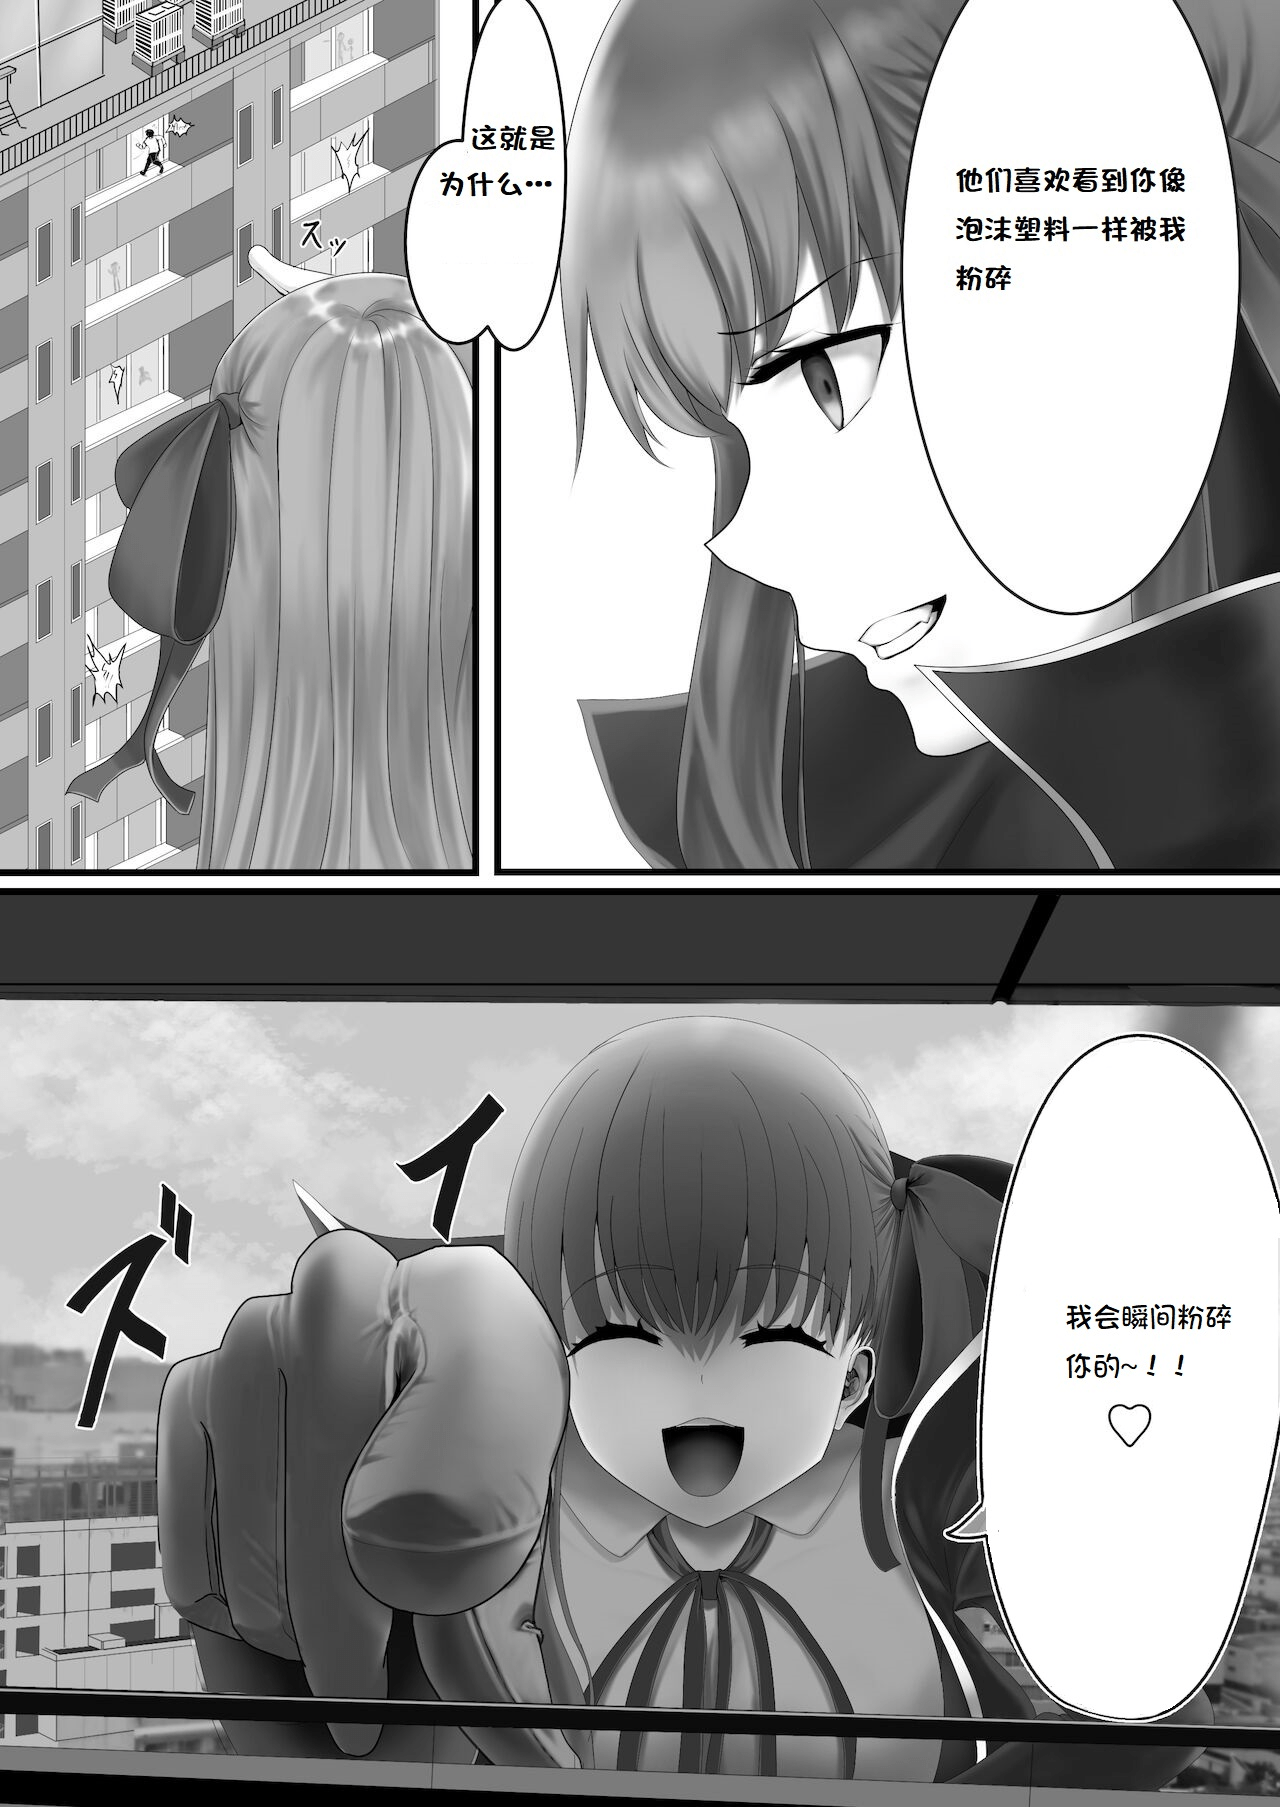 他们喜欢看到你像
泡沫塑料一样被我
粉碎
这就是
为什么…
スッ
ズイ
我会瞬间粉碎
你的~！！
♡